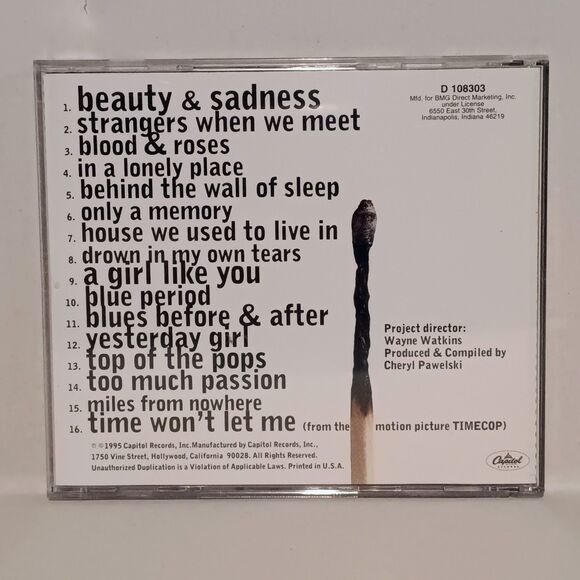 D 108303
Mfd. for BMG Direct Marketing, Inc.
under License
6550 East 30th Street,
Indianapolis, Indiana 46219
1. beauty & sadness
2. strangers when we meet
3. blood & roses
4. in a lonely place
5. behind the wall of sleep
6. only a memory
7. house we used to live in
8. drown in my own tears
9. a girl like you
10. blue period
11. blues before & after
12. yesterday girl
13. top of the pops
14. too much passion
15. miles from nowhere
16. time won't let me (from the motion picture TIMECOP)
Project director:
Wayne Watkins
Produced & Compiled by
Cheryl Pawelski
℗ © 1995 Capitol Records, Inc. Manufactured by Capitol Records, Inc.,
1750 Vine Street, Hollywood, California 90028. All Rights Reserved.
Unauthorized Duplication is a Violation of Applicable Laws. Printed in U.S.A.
Capitol
RECORDS